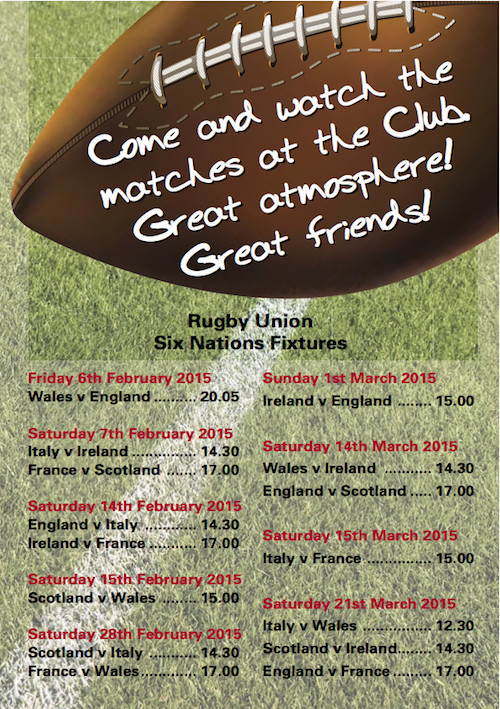 Come and watch the
matches at the Club.
Great atmosphere!
Great friends!
Rugby Union
Six Nations Fixtures
Friday 6th February 2015
Wales v England .......... 20.05
Saturday 7th February 2015
Italy v Ireland ............... 14.30
France v Scotland ....... 17.00
Saturday 14th February 2015
England v Italy ............ 14.30
Ireland v France ........... 17.00
Saturday 15th February 2015
Scotland v Wales ........ 15.00
Saturday 28th February 2015
Scotland v Italy ........... 14.30
France v Wales ............. 17.00
Sunday 1st March 2015
Ireland v England ........ 15.00
Saturday 14th March 2015
Wales v Ireland ........... 14.30
England v Scotland ..... 17.00
Saturday 15th March 2015
Italy v France ............... 15.00
Saturday 21st March 2015
Italy v Wales ................ 12.30
Scotland v Ireland........ 14.30
England v France ......... 17.00